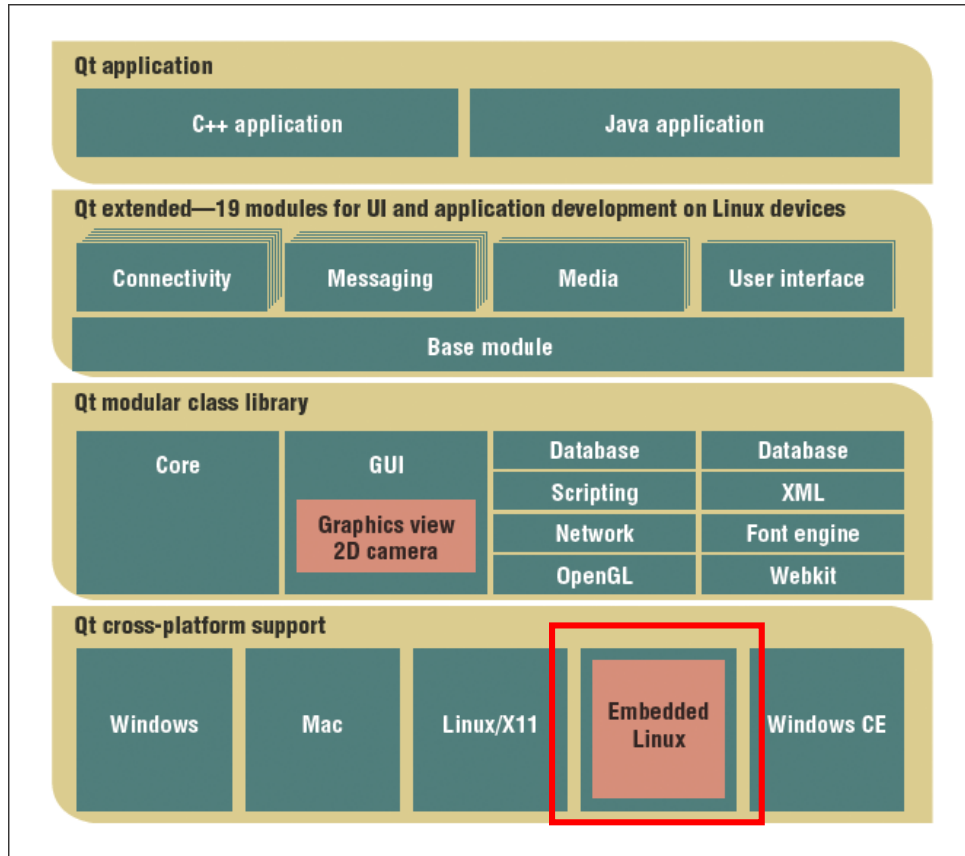 Qt application
C++ application
Java application
Qt extended—19 modules for UI and application development on Linux devices
Connectivity
Messaging
Media
User interface
Base module
Qt modular class library
Core
GUI
Graphics view
2D camera
Database
Scripting
Network
OpenGL
Database
XML
Font engine
Webkit
Qt cross-platform support
Windows
Mac
Linux/X11
Embedded
Linux
Windows CE